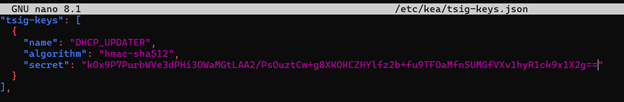 GNU nano 8.1 /etc/kea/tsig-keys.json
"tsig-keys": [
{
"name": "DHCP_UPDATER",
"algorithm": "hmac-sha512",
"secret": "kOx9P7PurbWVe3dPHi3OWaMGtLAA2/PsOuztCw+g8XWOKCZHYlfz2b+fu9TFOaMfnSUMGfVXv1hyR1ck9x1X2g=="
}
],